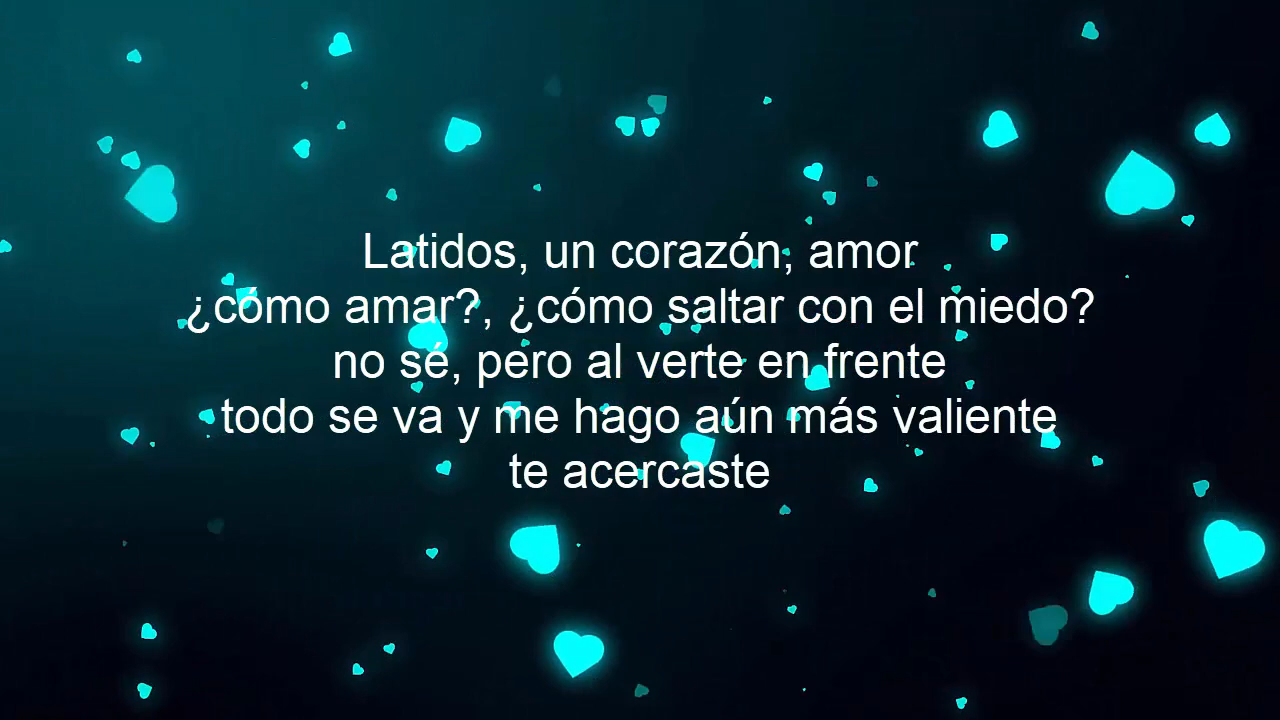 Latidos, un corazón, amor
¿cómo amar?, ¿cómo saltar con el miedo?
no sé, pero al verte en frente
todo se va y me hago aún más valiente
te acercaste